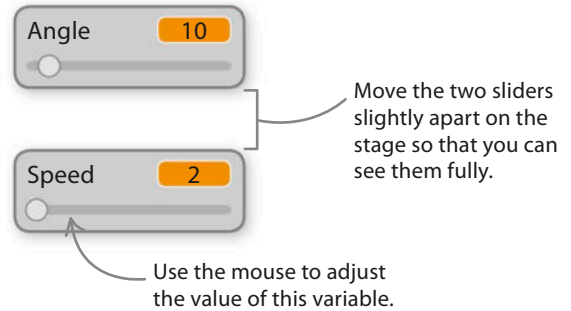 Angle 10
Move the two sliders
slightly apart on the
stage so that you can
see them fully.
Speed 2
Use the mouse to adjust
the value of this variable.